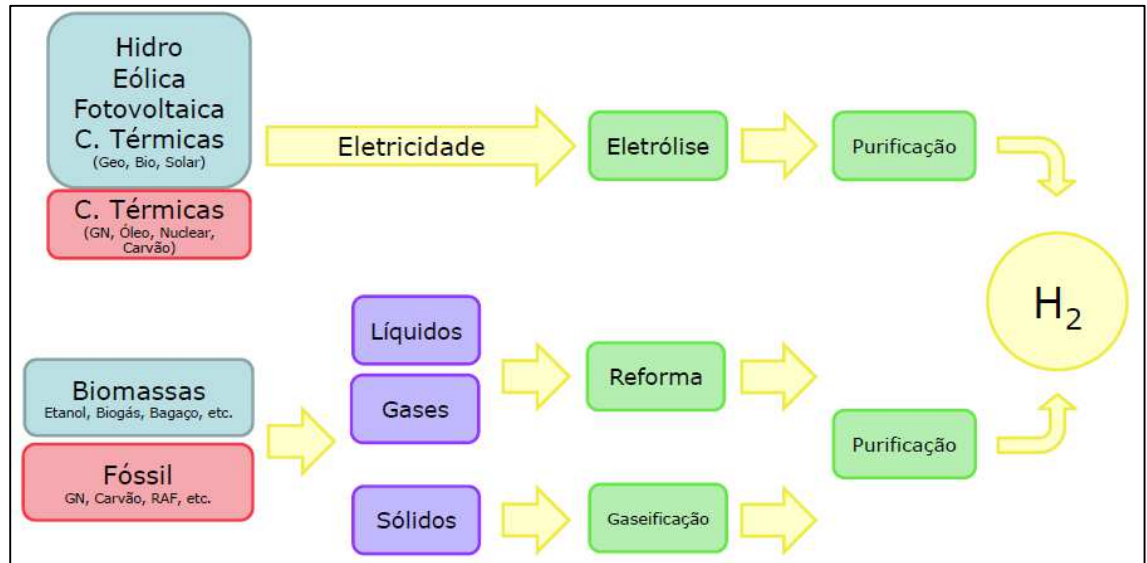 Hidro
Eólica
Fotovoltaica
C. Térmicas
(Geo, Bio, Solar)
C. Térmicas
(GN, Óleo, Nuclear,
Carvão)
Eletricidade
Eletrólise
Purificação
H₂
Biomassas
Etanol, Biogás, Bagaço, etc.
Fóssil
GN, Carvão, RAF, etc.
Líquidos
Gases
Sólidos
Reforma
Gaseificação
Purificação